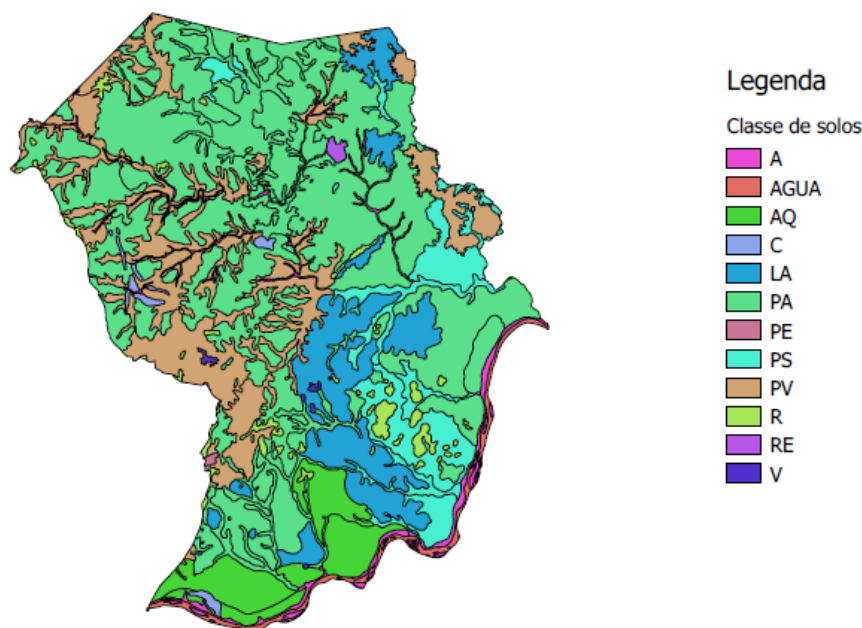 Legenda
Classe de solos
A
AGUA
AQ
C
LA
PA
PE
PS
PV
R
RE
V